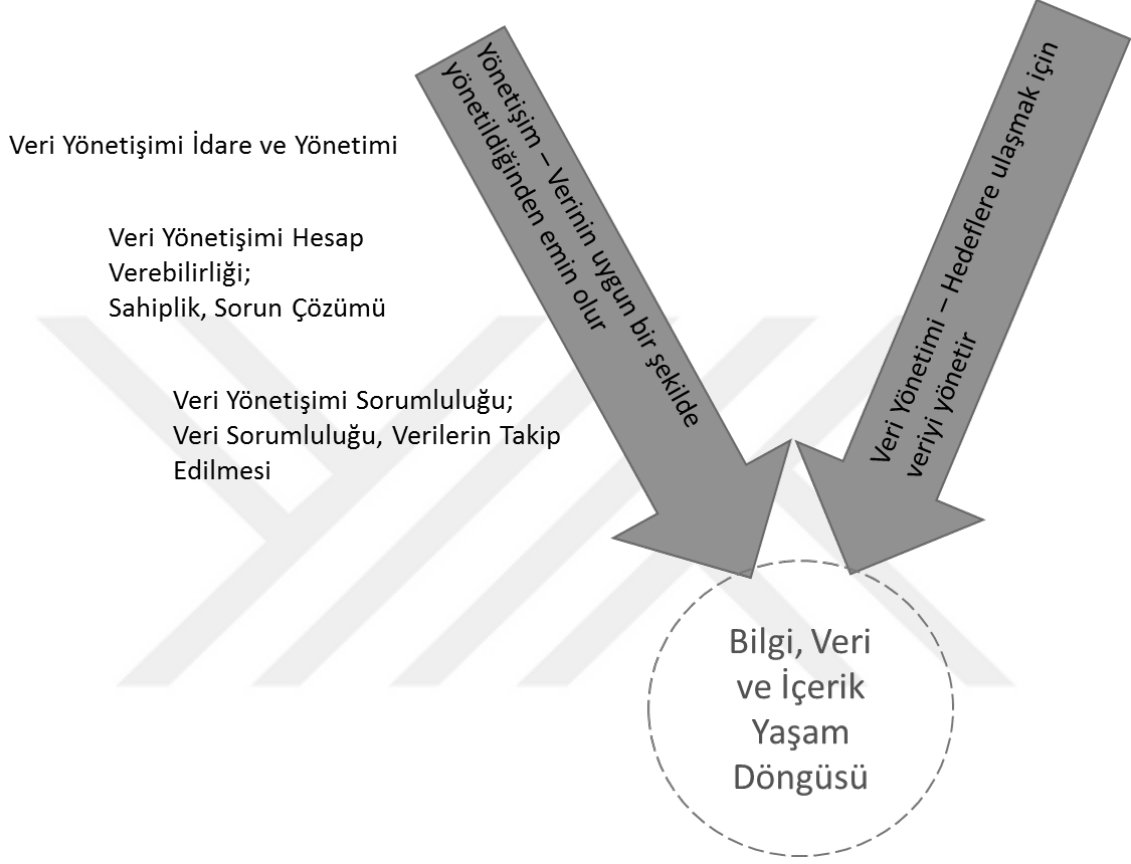 Veri Yönetişimi İdare ve Yönetimi
Veri Yönetişimi Hesap
Verebilirliği;
Sahiplik, Sorun Çözümü
Veri Yönetişimi Sorumluluğu;
Veri Sorumluluğu, Verilerin Takip
Edilmesi
Yönetişim – Verinin uygun bir şekilde
yönetildiğinden emin olur
Veri Yönetimi – Hedeflere ulaşmak için
veriyi yönetir
Bilgi, Veri
ve İçerik
Yaşam
Döngüsü